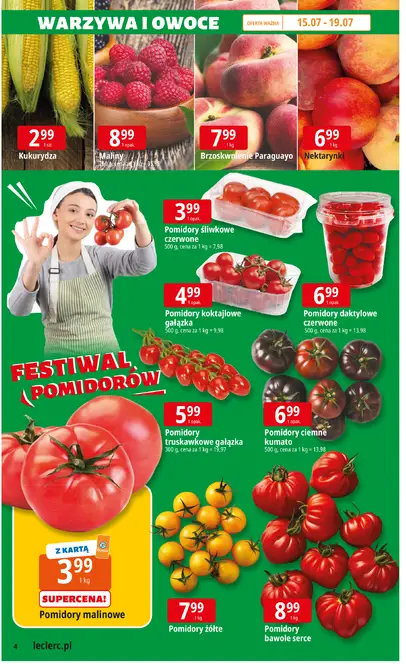 WARZYWA I OWOCE
OFERTA WAŻNA
15.07 - 19.07
2 99
1 szt.
Kukurydza
8 99
1 opak.
Maliny
7 99
1 kg
Brzoskwinie Paraguayo
6 99
1 kg
Nektarynki
3 99
1 opak.
Pomidory śliwkowe
czerwone
500 g, cena za 1 kg = 7,98
4 99
1 opak.
Pomidory koktajlowe
gałązka
500 g, cena za 1 kg = 9,98
6 99
1 opak.
Pomidory daktylowe
czerwone
500 g, cena za 1 kg = 13,98
FESTIWAL
POMIDORÓW
5 99
1 opak.
Pomidory
truskawkowe gałązka
300 g, cena za 1 kg = 19,97
6 99
1 opak.
Pomidory ciemne
kumato
500 g, cena za 1 kg = 13,98
Z KARTĄ
3 99
1 kg
SUPERCENA!
Pomidory malinowe
7 99
1 kg
Pomidory żółte
8 99
1 kg
Pomidory
bawole serce
4
leclerc.pl